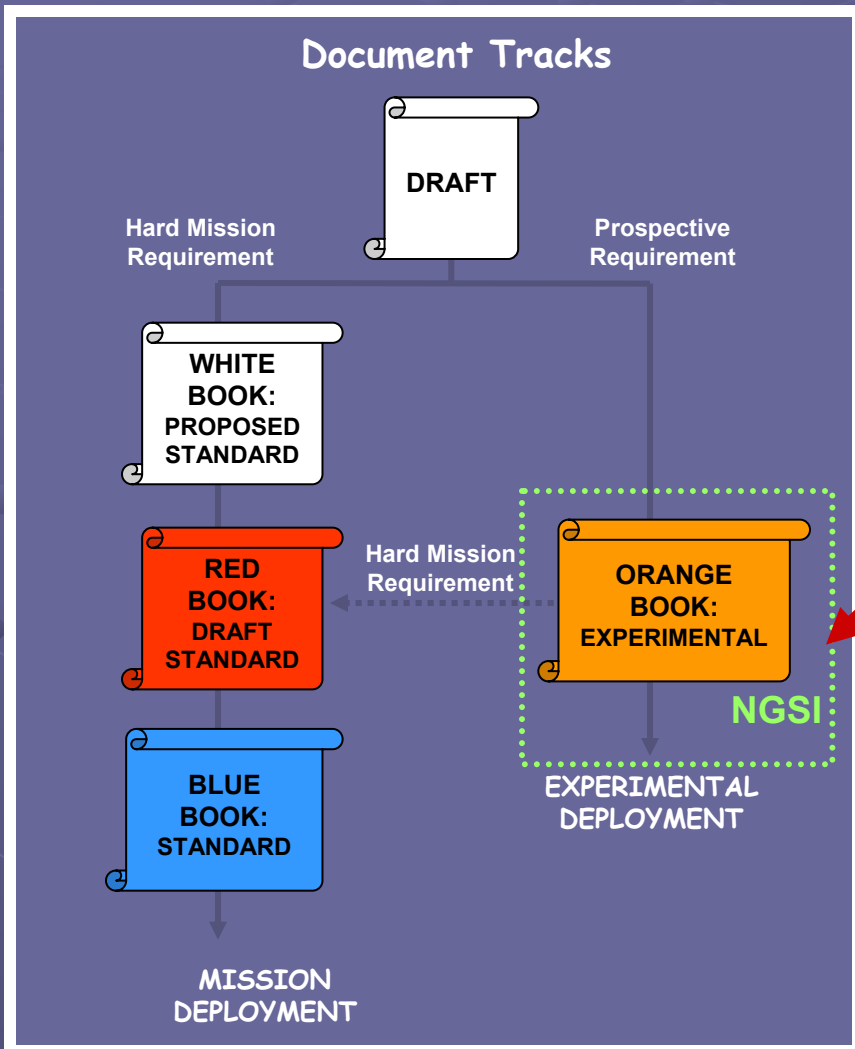 Document Tracks
DRAFT
Hard Mission
Requirement
Prospective
Requirement
WHITE
BOOK:
PROPOSED
STANDARD
RED
BOOK:
DRAFT
STANDARD
Hard Mission
Requirement
ORANGE
BOOK:
EXPERIMENTAL
NGSI
BLUE
BOOK:
STANDARD
EXPERIMENTAL
DEPLOYMENT
MISSION
DEPLOYMENT